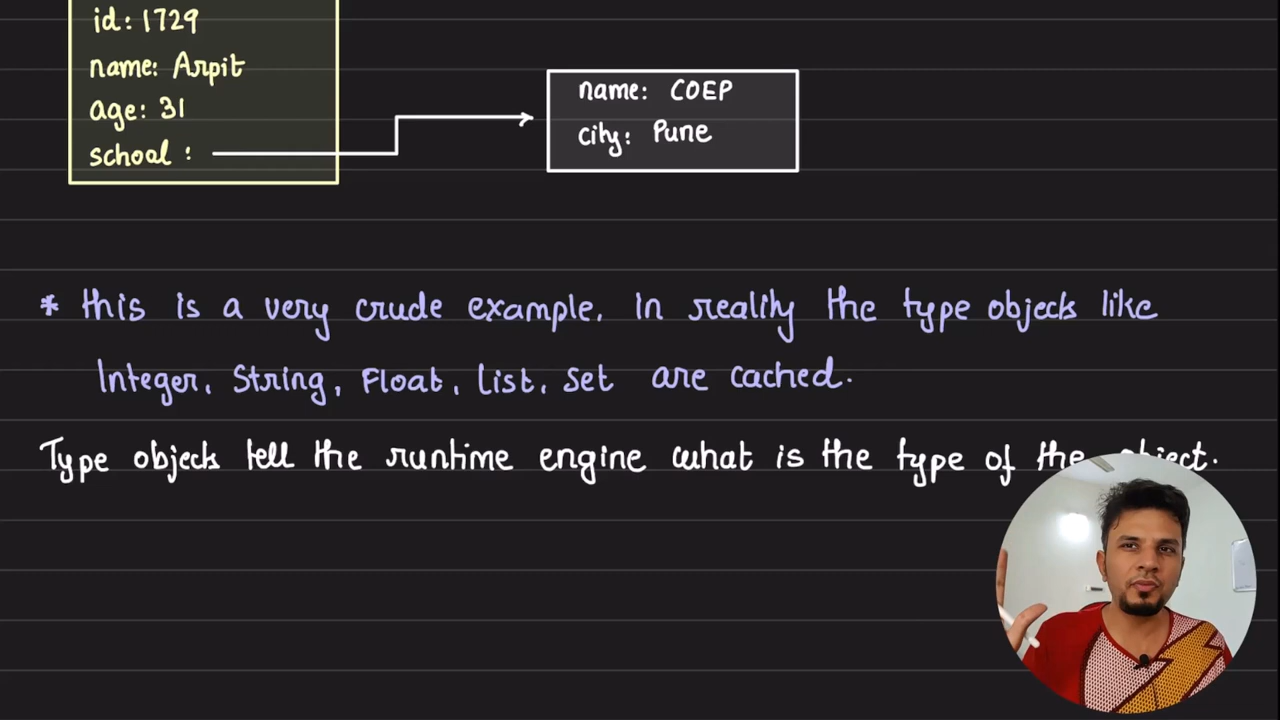 id: 1729
name: Arpit
age: 31
school :
name: COEP
city: Pune
* this is a very crude example. In reality the type objects like
Integer, String, Float, List, Set are cached.
Type objects tell the runtime engine what is the type of the object.